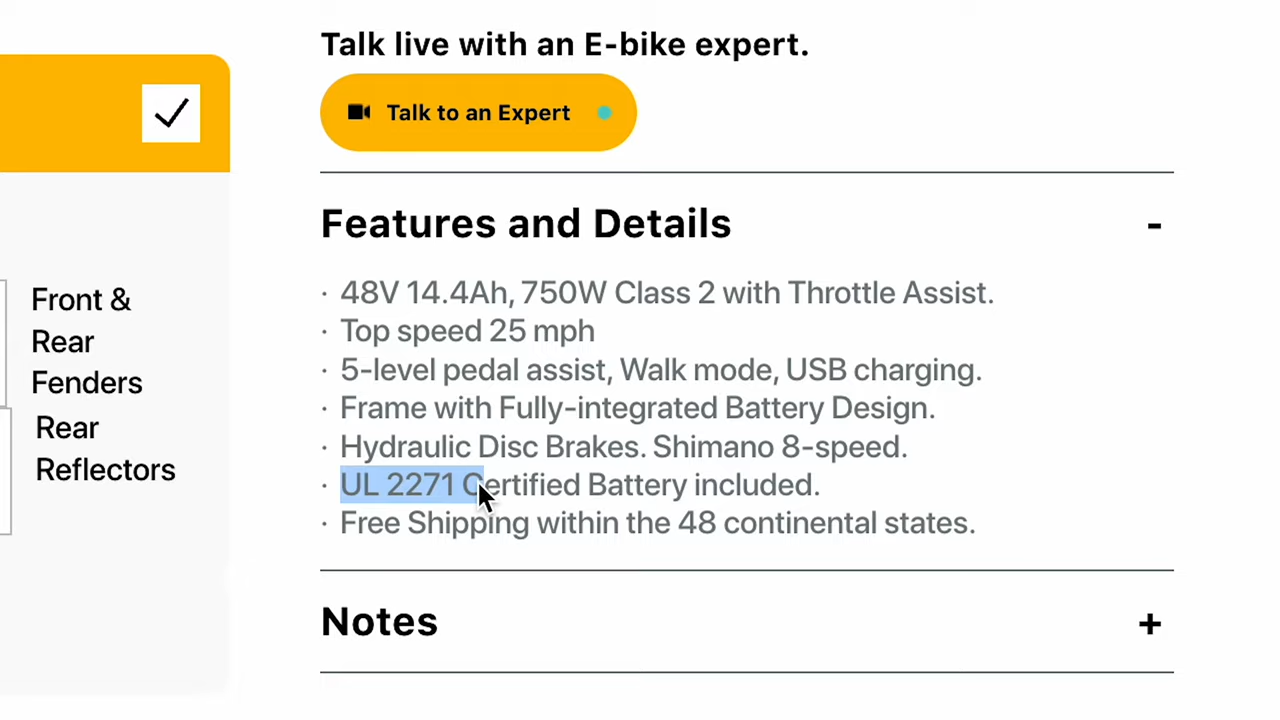 Talk live with an E-bike expert.
Talk to an Expert
Features and Details
-
· 48V 14.4Ah, 750W Class 2 with Throttle Assist.
· Top speed 25 mph
· 5-level pedal assist, Walk mode, USB charging.
· Frame with Fully-integrated Battery Design.
· Hydraulic Disc Brakes. Shimano 8-speed.
· UL 2271 Certified Battery included.
· Free Shipping within the 48 continental states.
Notes
+
Front &
Rear
Fenders
Rear
Reflectors